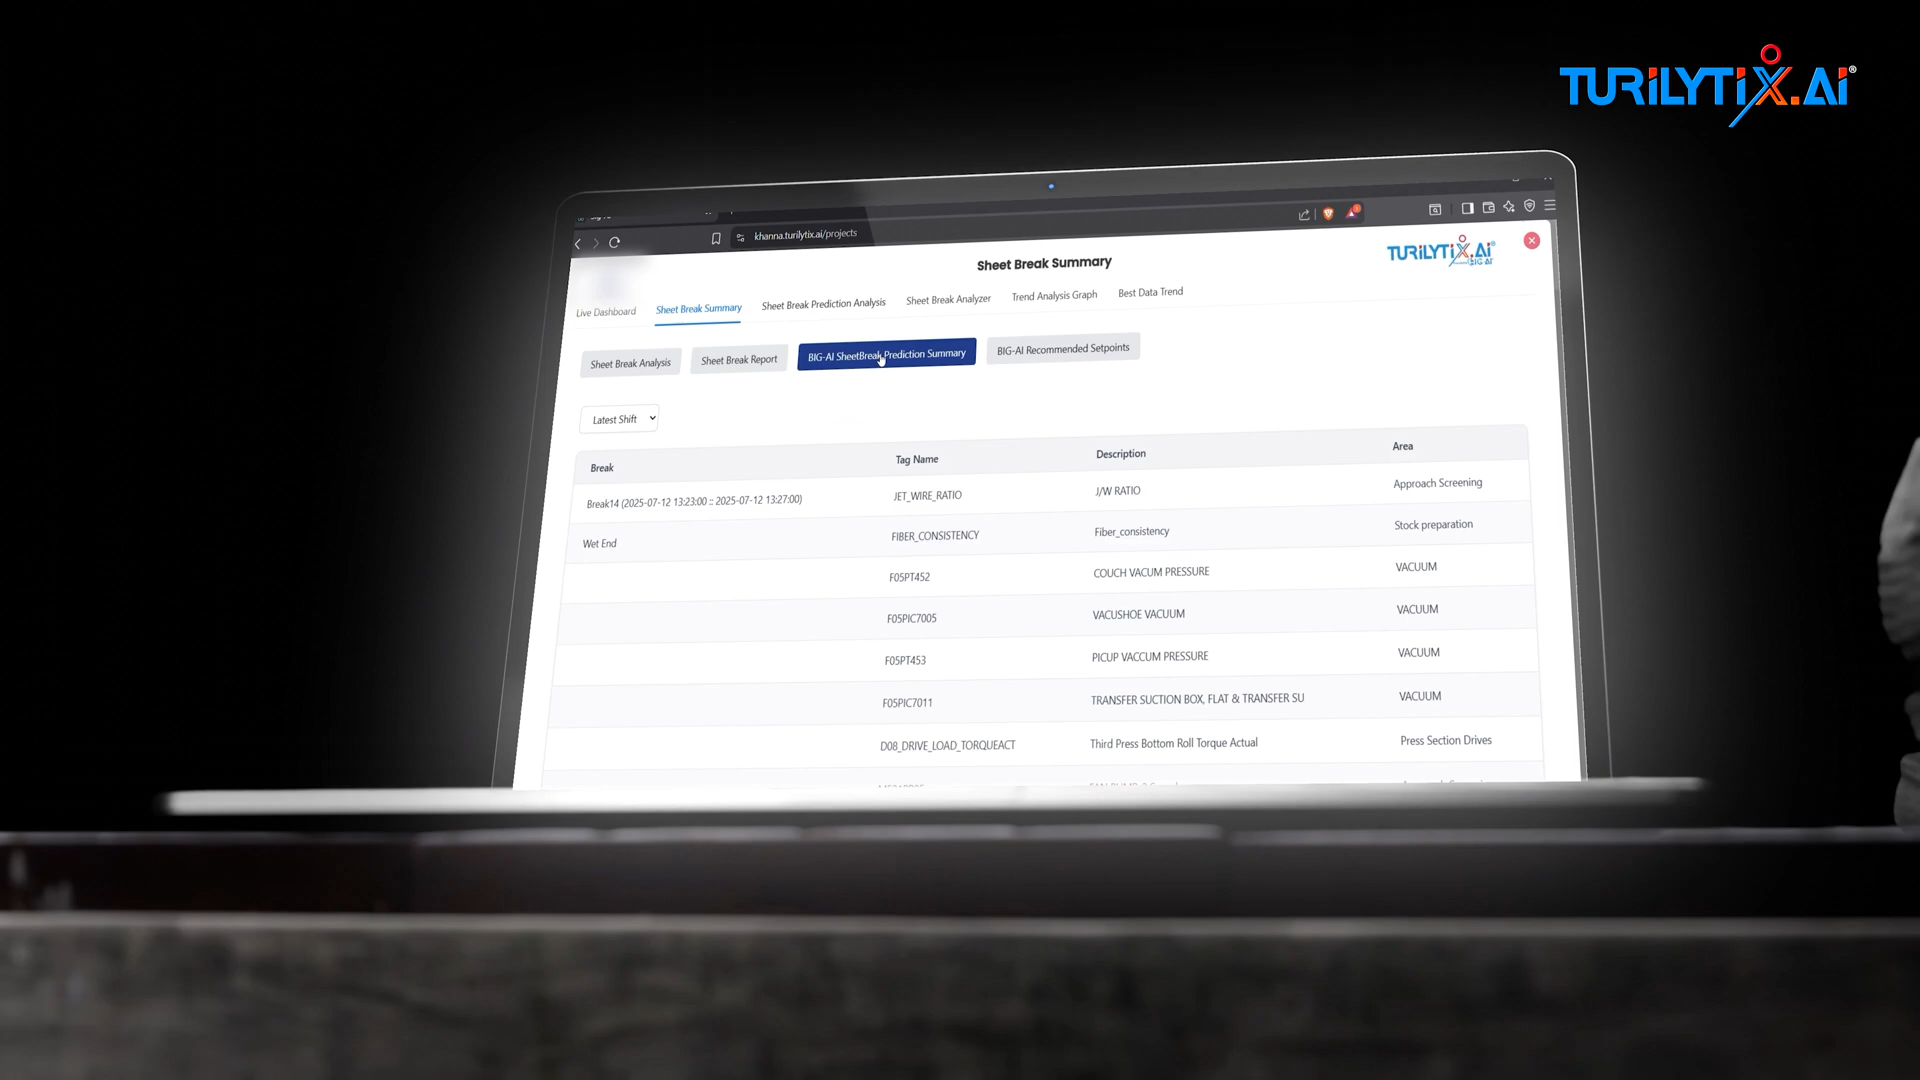 TURiLYTiX.Ai®
khanna.turilytix.ai/projects
Sheet Break Summary
TURiLYTiX.Ai®
BIG-AI
Live Dashboard Sheet Break Summary Sheet Break Prediction Analysis Sheet Break Analyzer Trend Analysis Graph Best Data Trend
Sheet Break Analysis Sheet Break Report BIG-AI SheetBreak Prediction Summary BIG-AI Recommended Setpoints
Latest Shift
Break Tag Name Description Area
Break14 (2025-07-12 13:23:00 :: 2025-07-12 13:27:00) JET_WIRE_RATIO J/W RATIO Approach Screening
Wet End FIBER_CONSISTENCY Fiber_consistency Stock preparation
F05PT452 COUCH VACUM PRESSURE VACUUM
F05PIC7005 VACUSHOE VACUUM VACUUM
F05PT453 PICUP VACCUM PRESSURE VACUUM
F05PIC7011 TRANSFER SUCTION BOX, FLAT & TRANSFER SU VACUUM
D08_DRIVE_LOAD_TORQUEACT Third Press Bottom Roll Torque Actual Press Section Drives